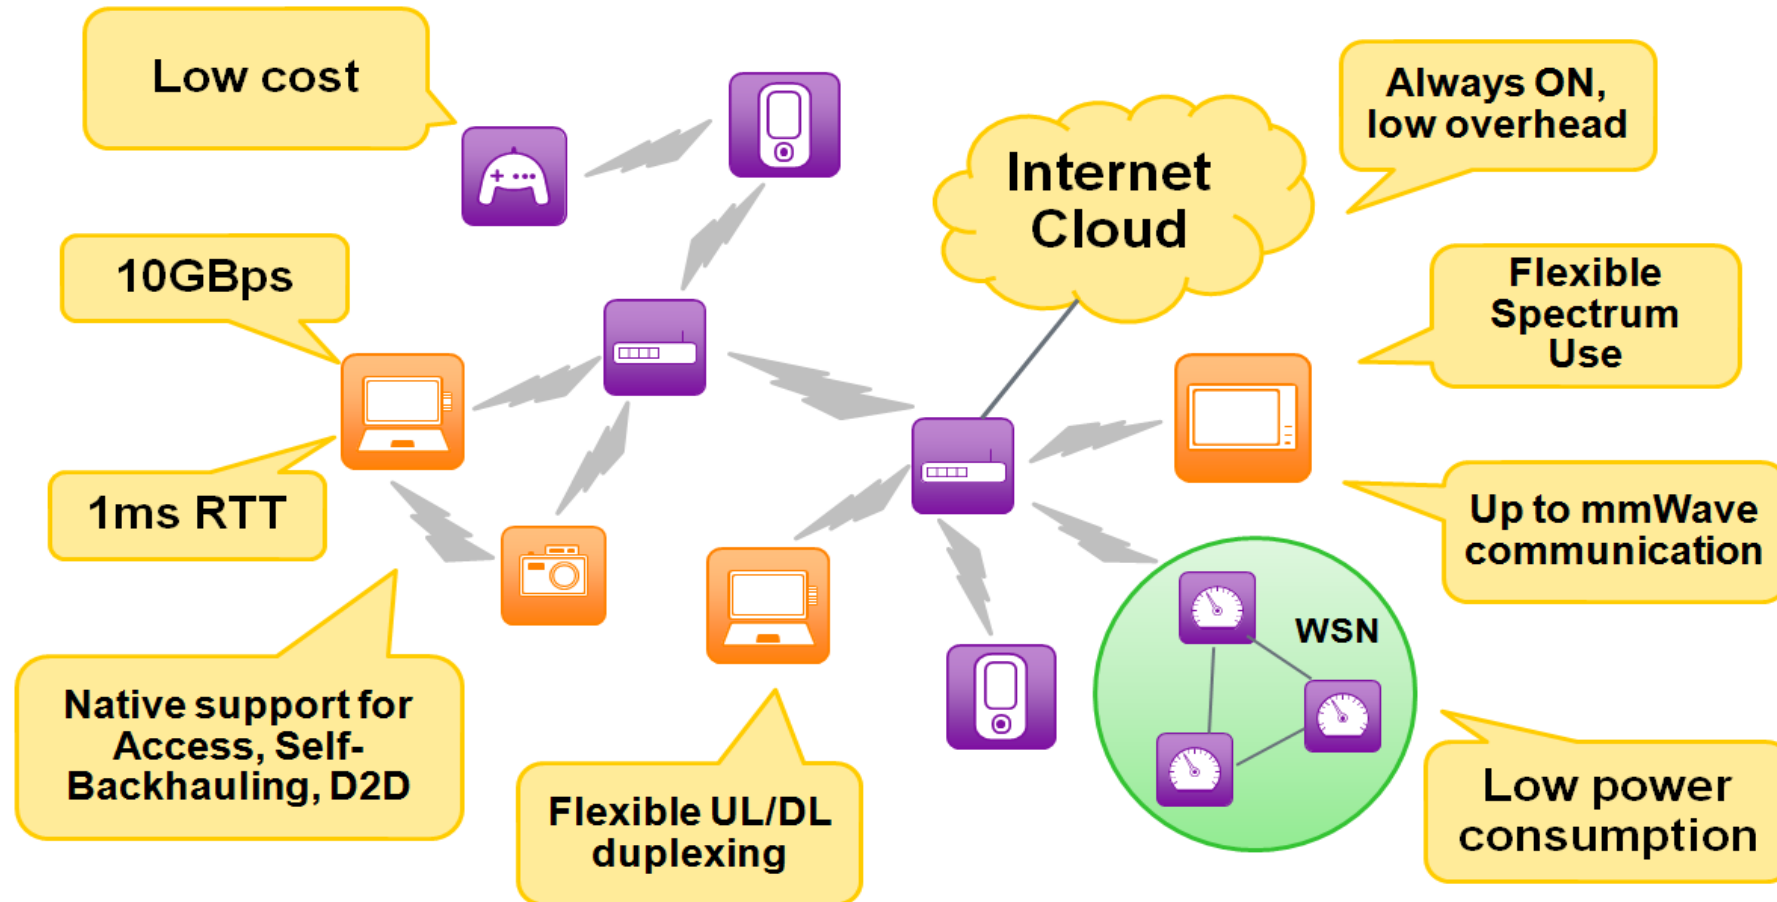 Low cost
Always ON,
low overhead
Internet
Cloud
10GBps
Flexible
Spectrum
Use
1ms RTT
Up to mmWave
communication
WSN
Native support for
Access, Self-
Backhauling, D2D
Flexible UL/DL
duplexing
Low power
consumption